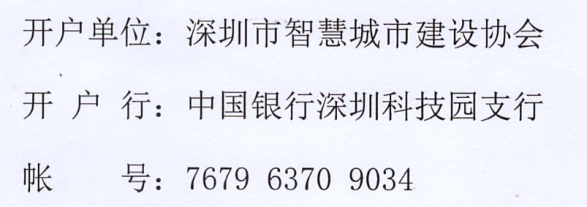 开户单位：深圳市智慧城市建设协会
开 户 行：中国银行深圳科技园支行
帐    号：7679 6370 9034